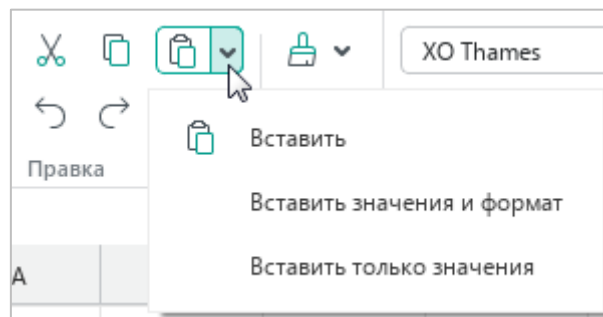 XO Thames
Правка
Вставить
Вставить значения и формат
Вставить только значения
A